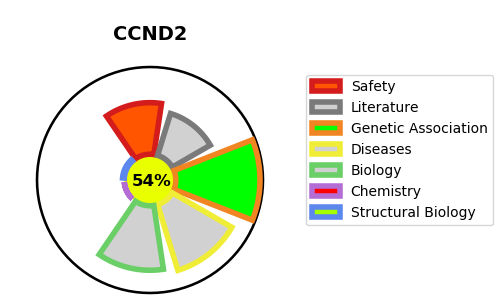 CCND2
54%
Safety
Literature
Genetic Association
Diseases
Biology
Chemistry
Structural Biology